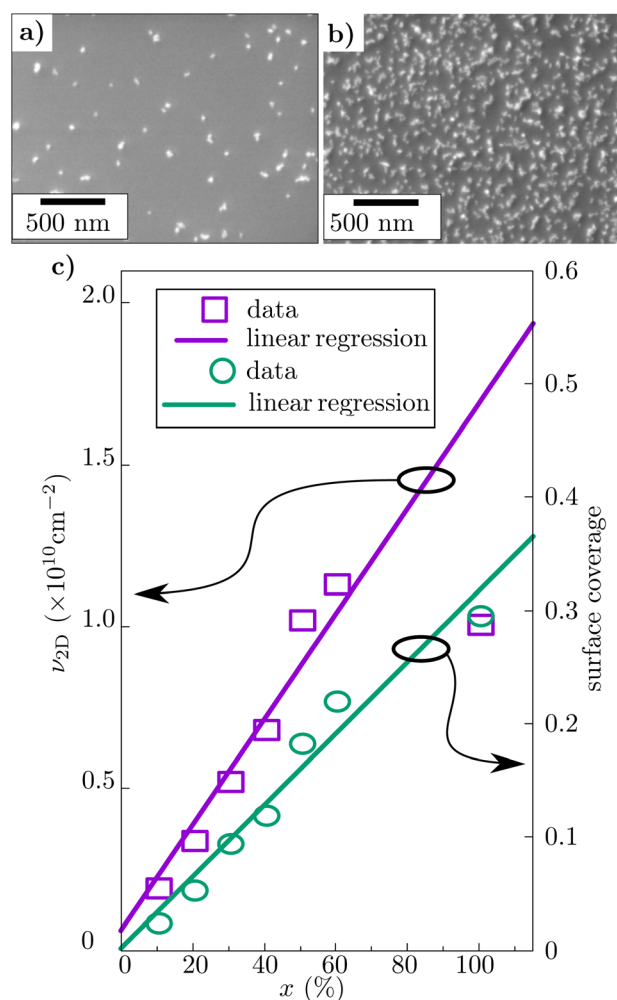 a)
b)
500 nm
500 nm
c)
data
linear regression
data
linear regression
2.0
1.5
1.0
0.5
0
ν2D (×10^10 cm^−2)
0.6
0.5
0.4
0.3
0.2
0.1
0
surface coverage
0 20 40 60 80 100
x (%)